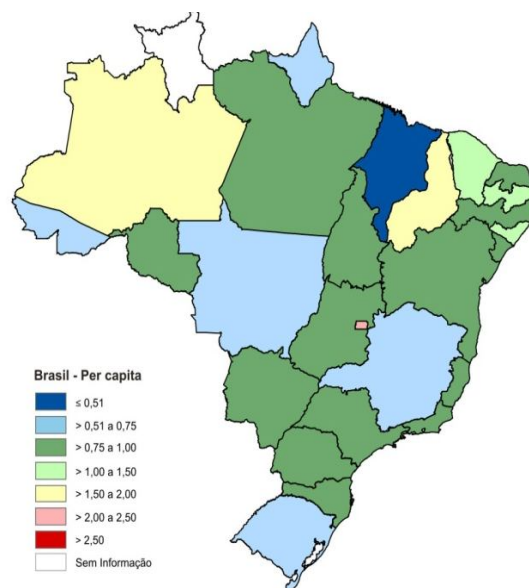 Brasil - Per capita
≤ 0,51
> 0,51 a 0,75
> 0,75 a 1,00
> 1,00 a 1,50
> 1,50 a 2,00
> 2,00 a 2,50
> 2,50
Sem Informação